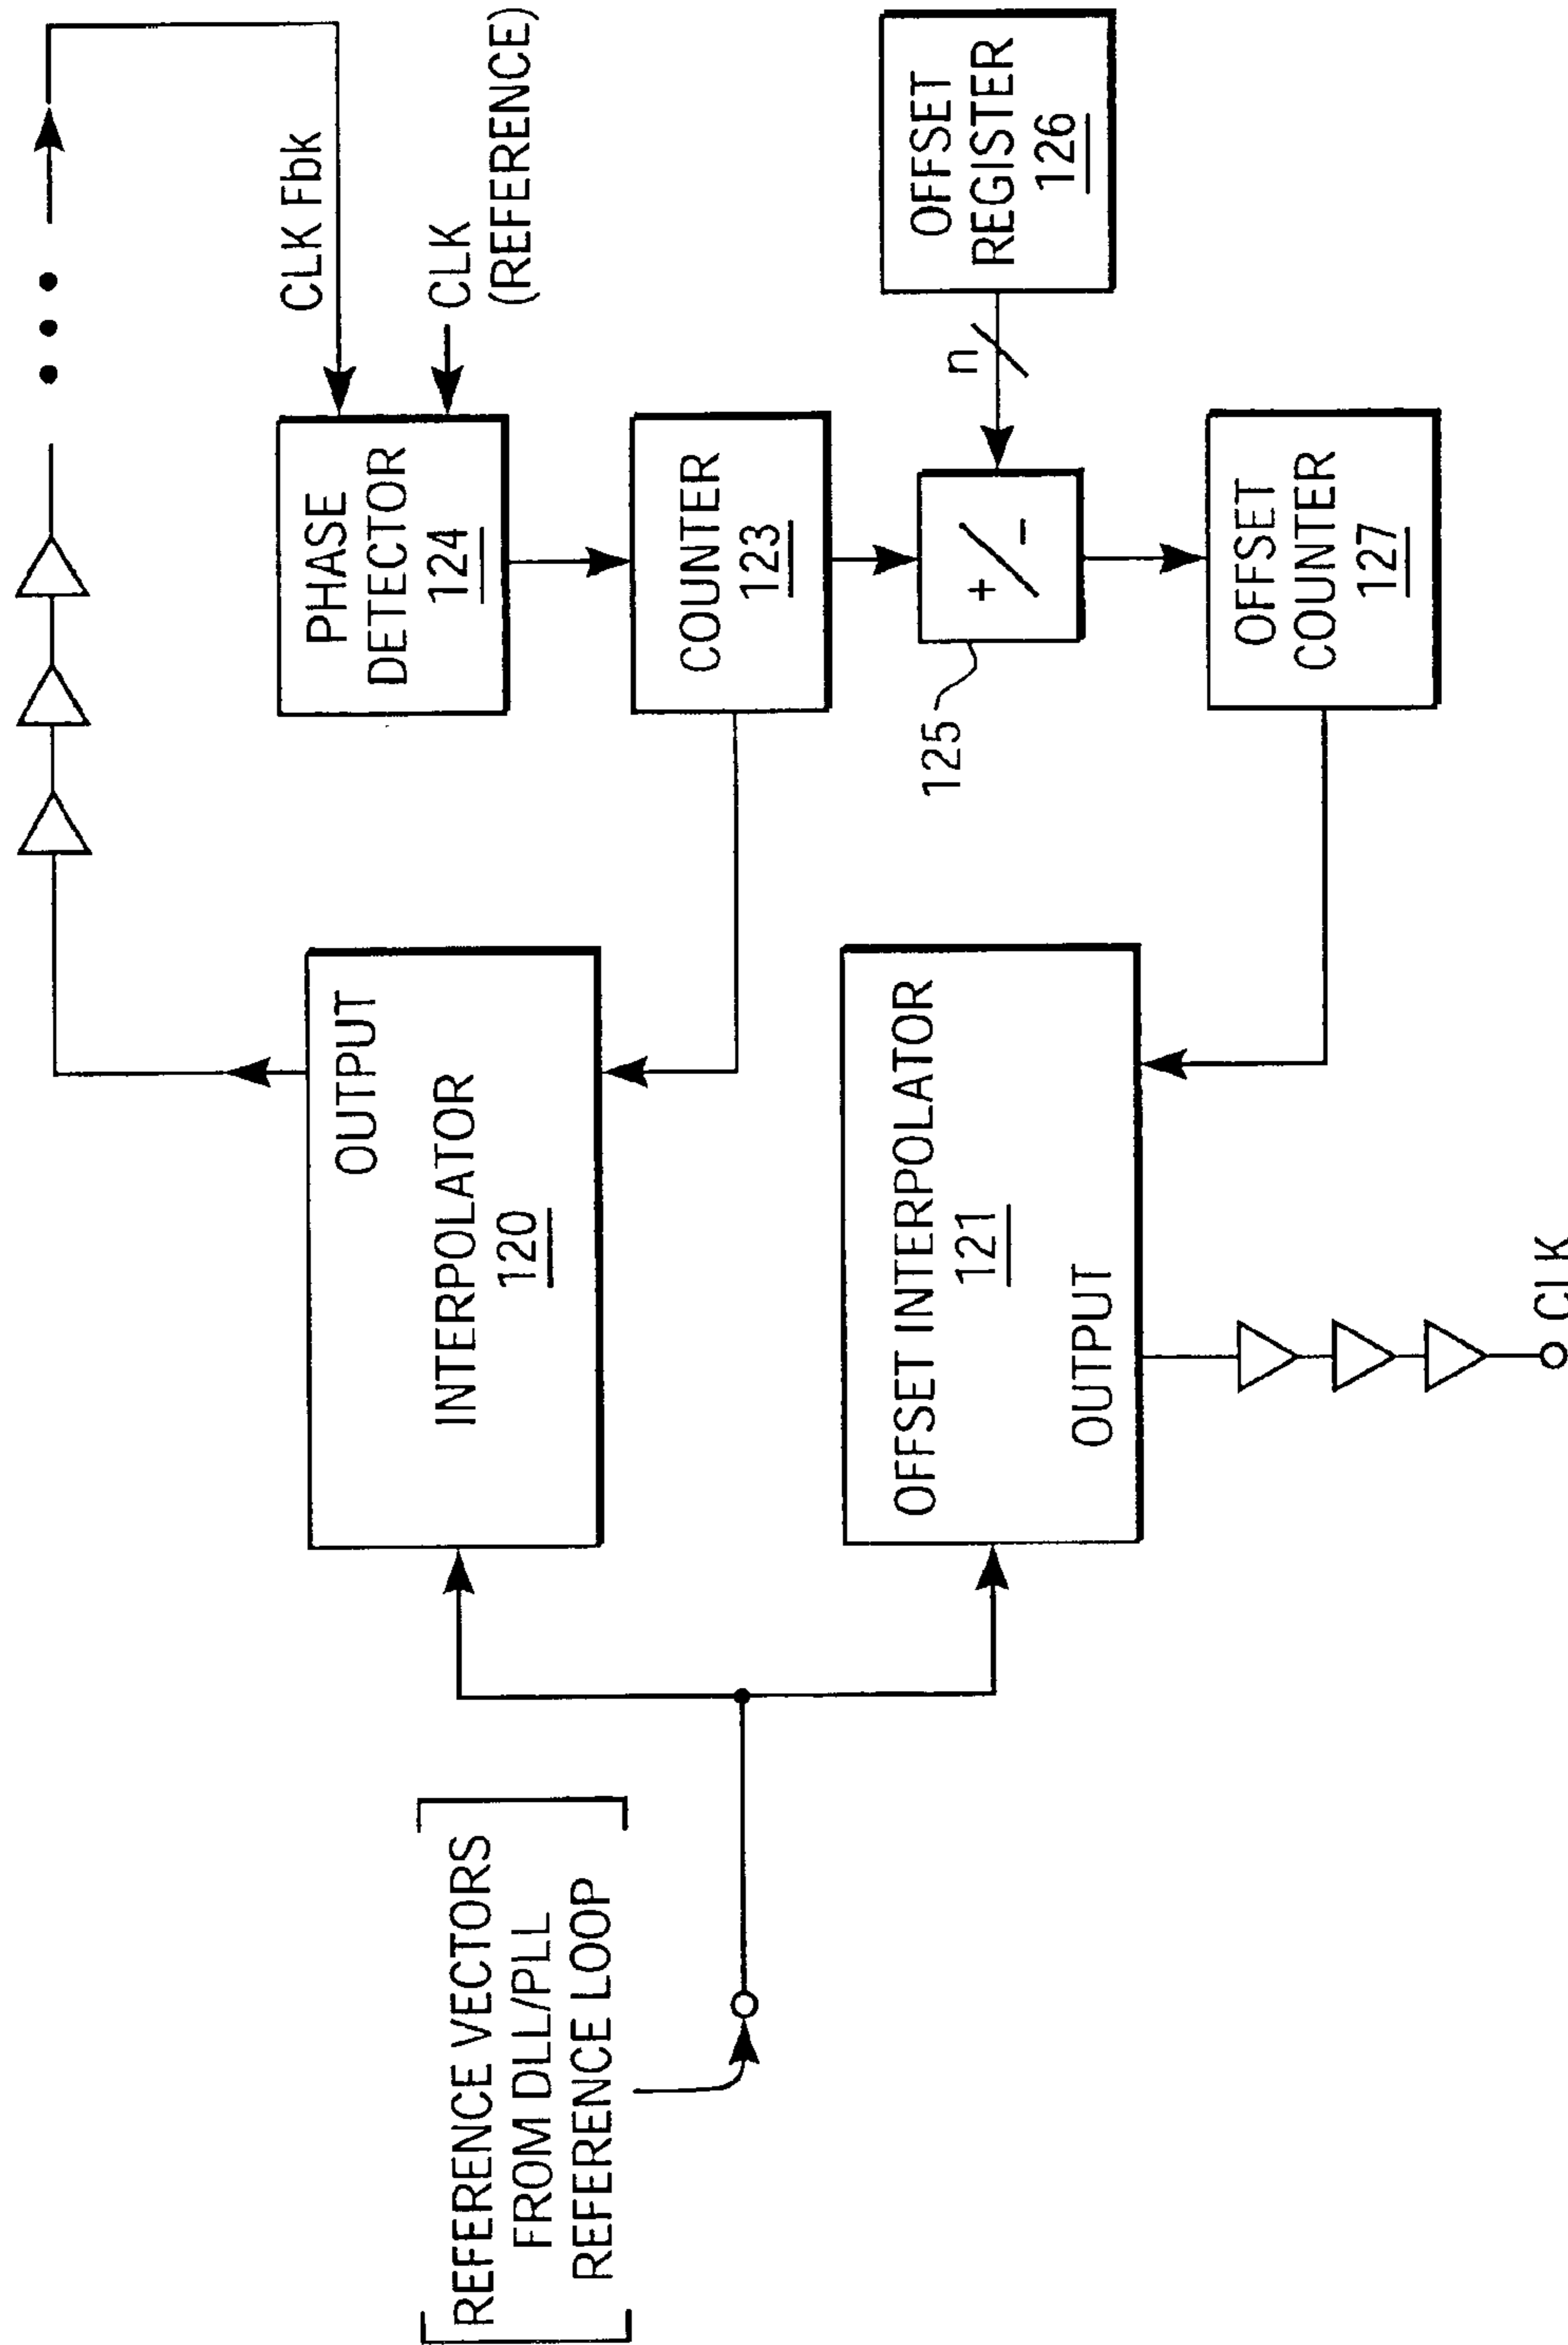 CLK Fbk
CLK
(REFERENCE)
PHASE
DETECTOR
124
OUTPUT
INTERPOLATOR
120
COUNTER
123
REFERENCE VECTORS
FROM DLL/PLL
REFERENCE LOOP
OFFSET
REGISTER
126
n
+/-
125
OFFSET INTERPOLATOR
121
OUTPUT
OFFSET
COUNTER
127
CLK